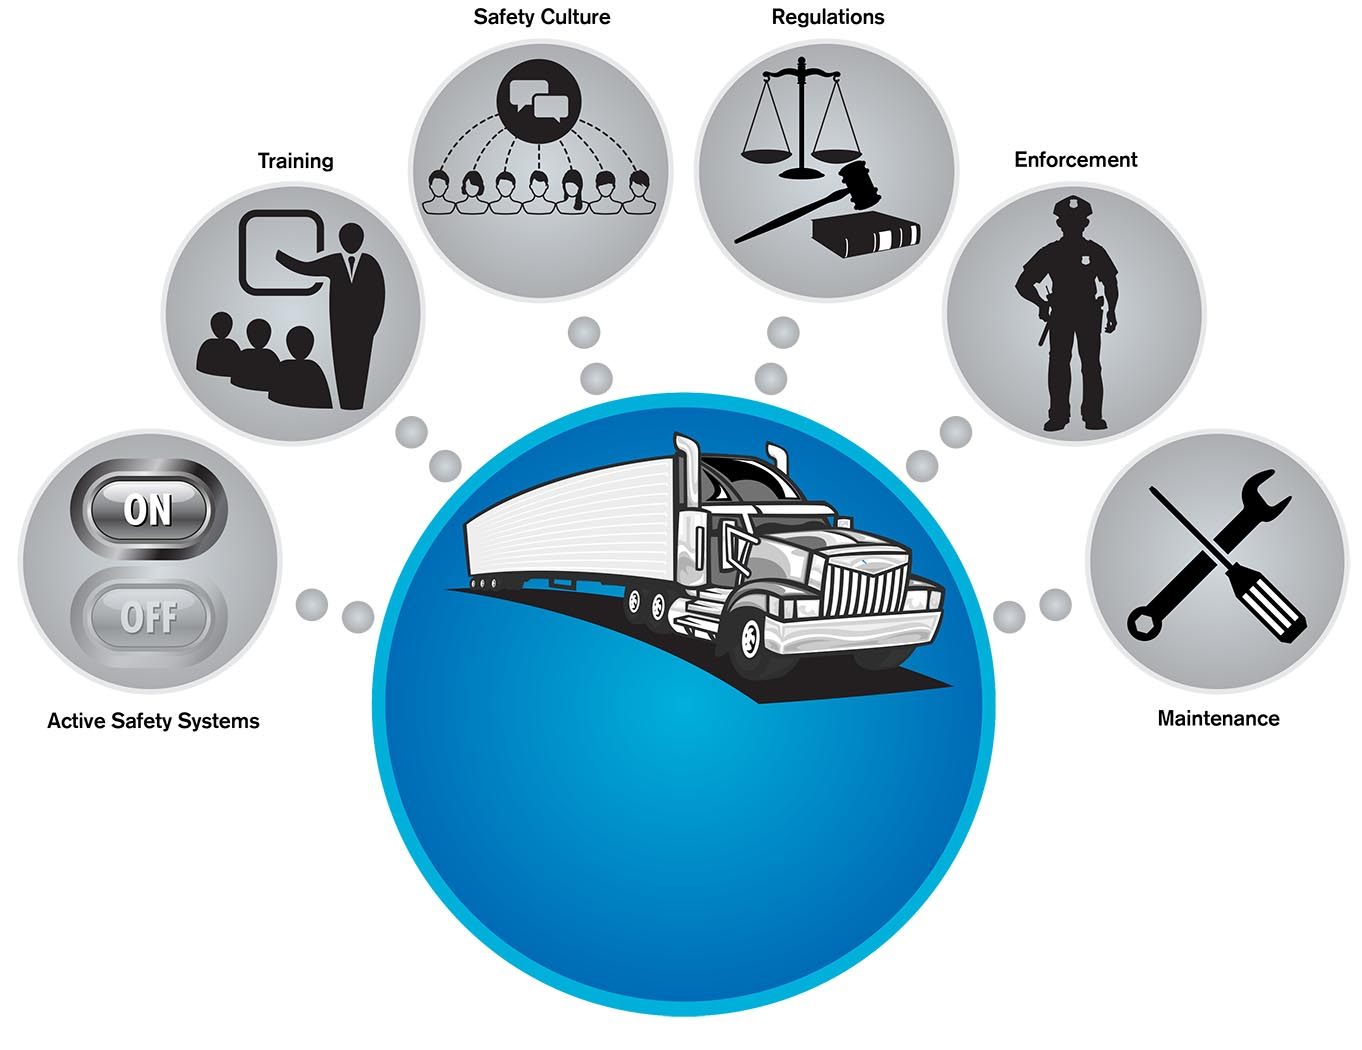 Safety Culture
Regulations
Training
Enforcement
ON
OFF
Active Safety Systems
Maintenance